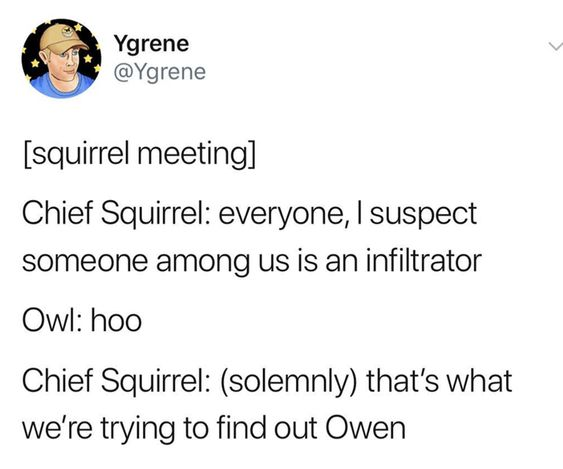 Ygrene
@Ygrene
[squirrel meeting]
Chief Squirrel: everyone, I suspect
someone among us is an infiltrator
Owl: hoo
Chief Squirrel: (solemnly) that's what
we're trying to find out Owen